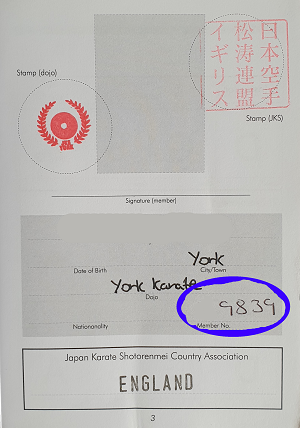 日本空手
松涛連盟
イギリス
Stamp (dojo)
Stamp (JKS)
Signature (member)
York
Date of Birth
City/Town
York Karate
Dojo
9839
Nationanality
Member No.
Japan Karate Shotarenmei Country Association
ENGLAND
3